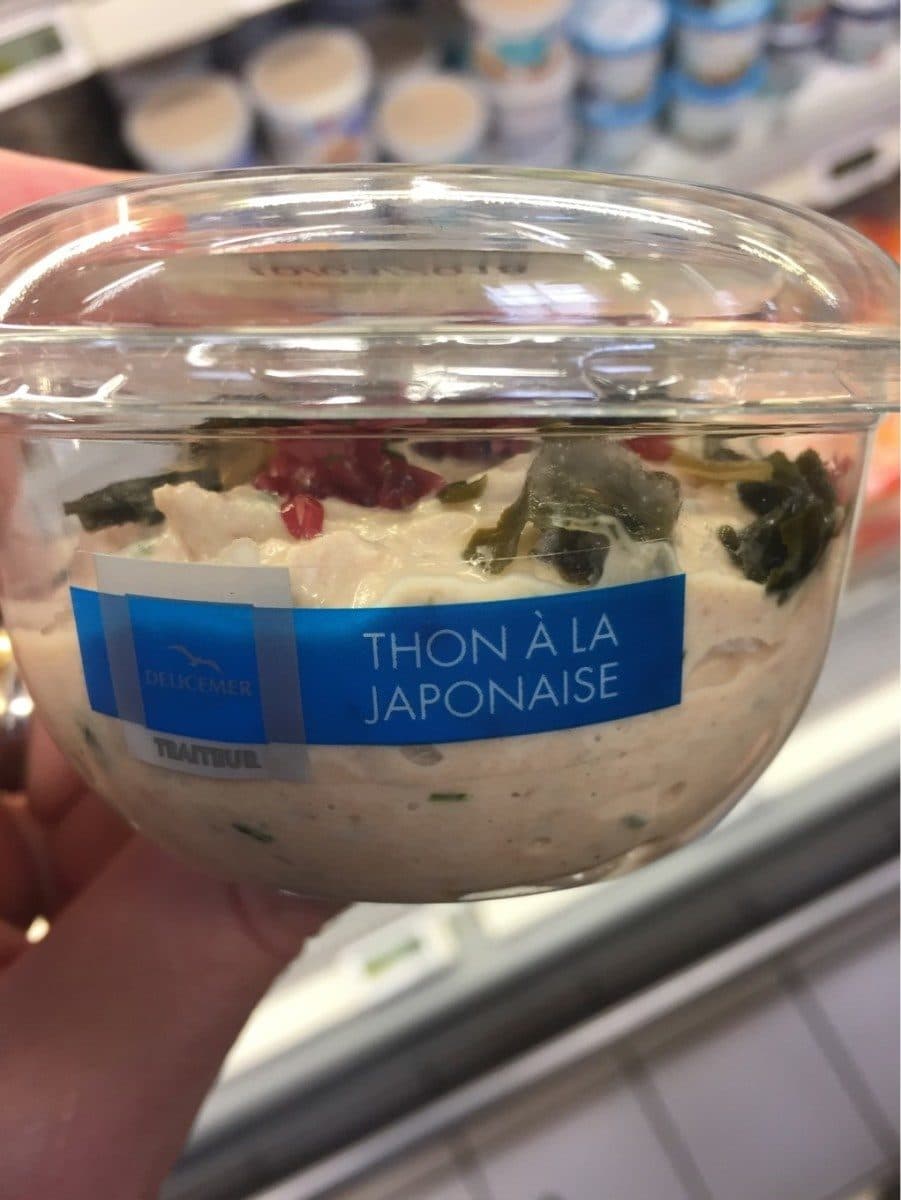 THON À LA
JAPONAISE
DELICEMER
TRAITEUR